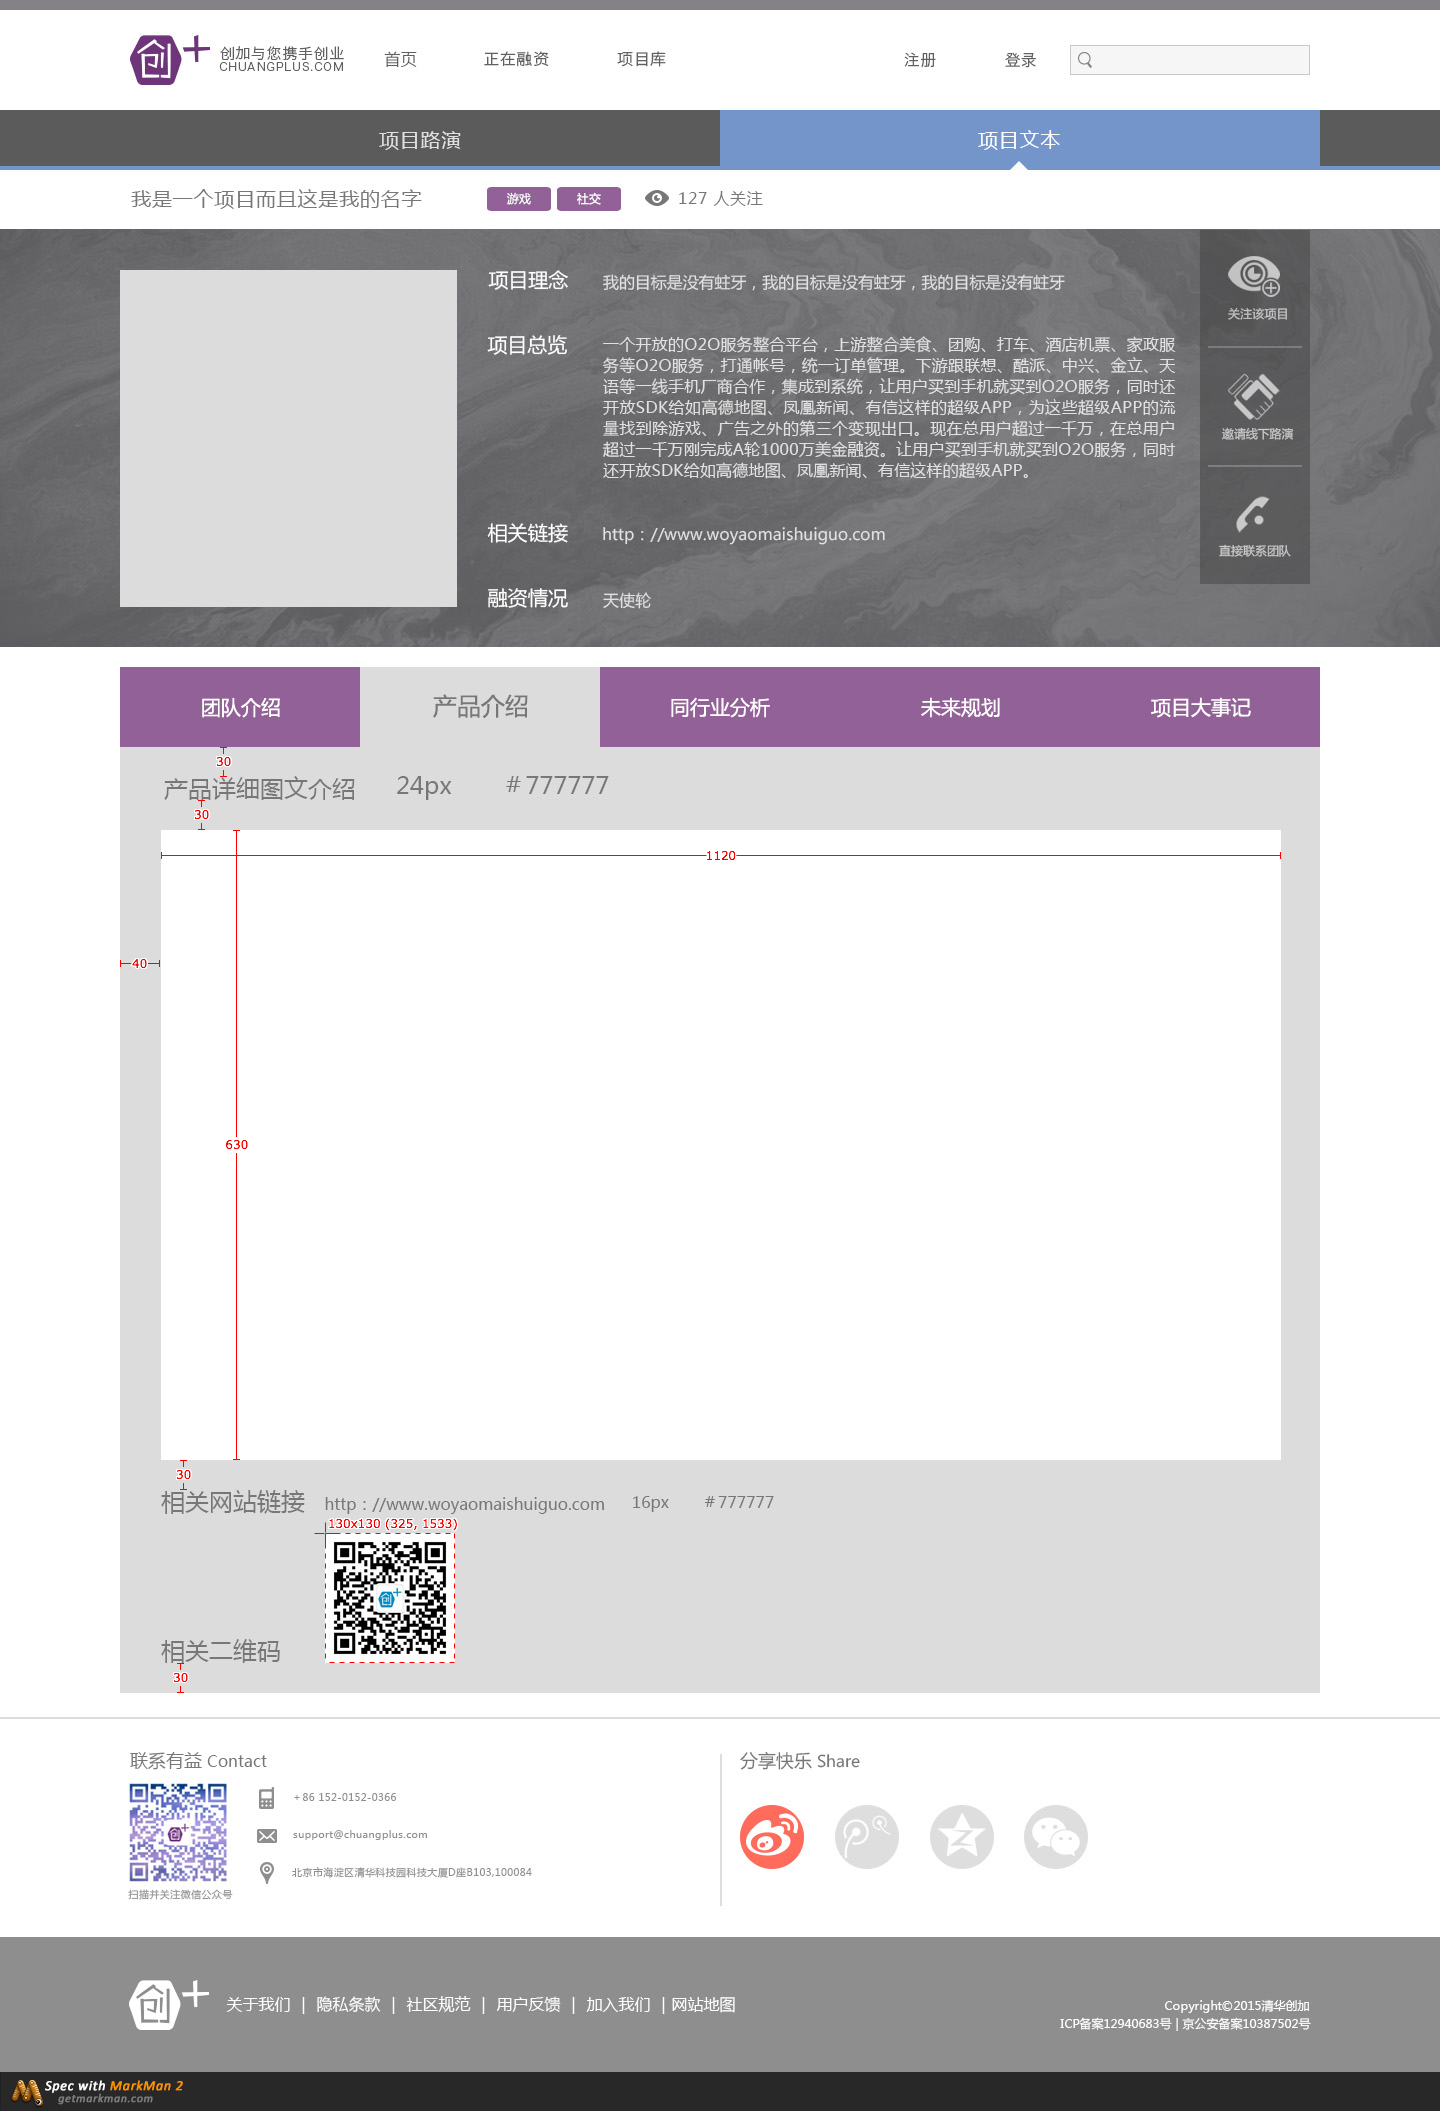 创加与您携手创业
CHUANGPLUS.COM
首页 正在融资 项目库 注册 登录
项目路演 项目文本
我是一个项目而且这是我的名字 游戏 社交 127 人关注
项目理念 我的目标是没有蛀牙，我的目标是没有蛀牙，我的目标是没有蛀牙
关注该项目
项目总览 一个开放的O2O服务整合平台，上游整合美食、团购、打车、酒店机票、家政服
务等O2O服务，打通帐号，统一订单管理。下游跟联想、酷派、中兴、金立、天
语等一线手机厂商合作，集成到系统，让用户买到手机就买到O2O服务，同时还
开放SDK给如高德地图、凤凰新闻、有信这样的超级APP，为这些超级APP的流
量找到除游戏、广告之外的第三个变现出口。现在总用户超过一千万，在总用户
超过一千万刚完成A轮1000万美金融资。让用户买到手机就买到O2O服务，同时
还开放SDK给如高德地图、凤凰新闻、有信这样的超级APP。
邀请线下路演
相关链接 http：//www.woyaomaishuiguo.com
直接联系团队
融资情况 天使轮
团队介绍 产品介绍 同行业分析 未来规划 项目大事记
30
产品详细图文介绍 24px #777777
30
1120
40
630
30
相关网站链接 http：//www.woyaomaishuiguo.com 16px #777777
130x130 (325, 1533)
创+
相关二维码
30
联系有益 Contact 分享快乐 Share
+86 152-0152-0366
support@chuangplus.com
北京市海淀区清华科技园科技大厦D座B103,100084
扫描并关注微信公众号
创+ 关于我们 | 隐私条款 | 社区规范 | 用户反馈 | 加入我们 | 网站地图
Copyright©2015清华创加
ICP备案12940683号 | 京公安备案10387502号
Spec with MarkMan 2
getmarkman.com